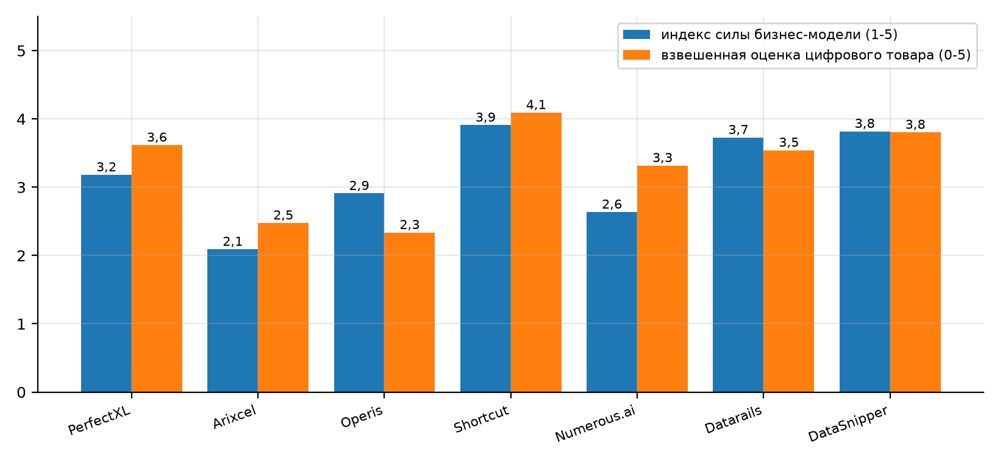 индекс силы бизнес-модели (1-5)
взвешенная оценка цифрового товара (0-5)
5
4
3
2
1
0
3,2
3,6
2,1
2,5
2,9
2,3
3,9
4,1
2,6
3,3
3,7
3,5
3,8
3,8
PerfectXL
Arixcel
Operis
Shortcut
Numerous.ai
Datarails
DataSnipper